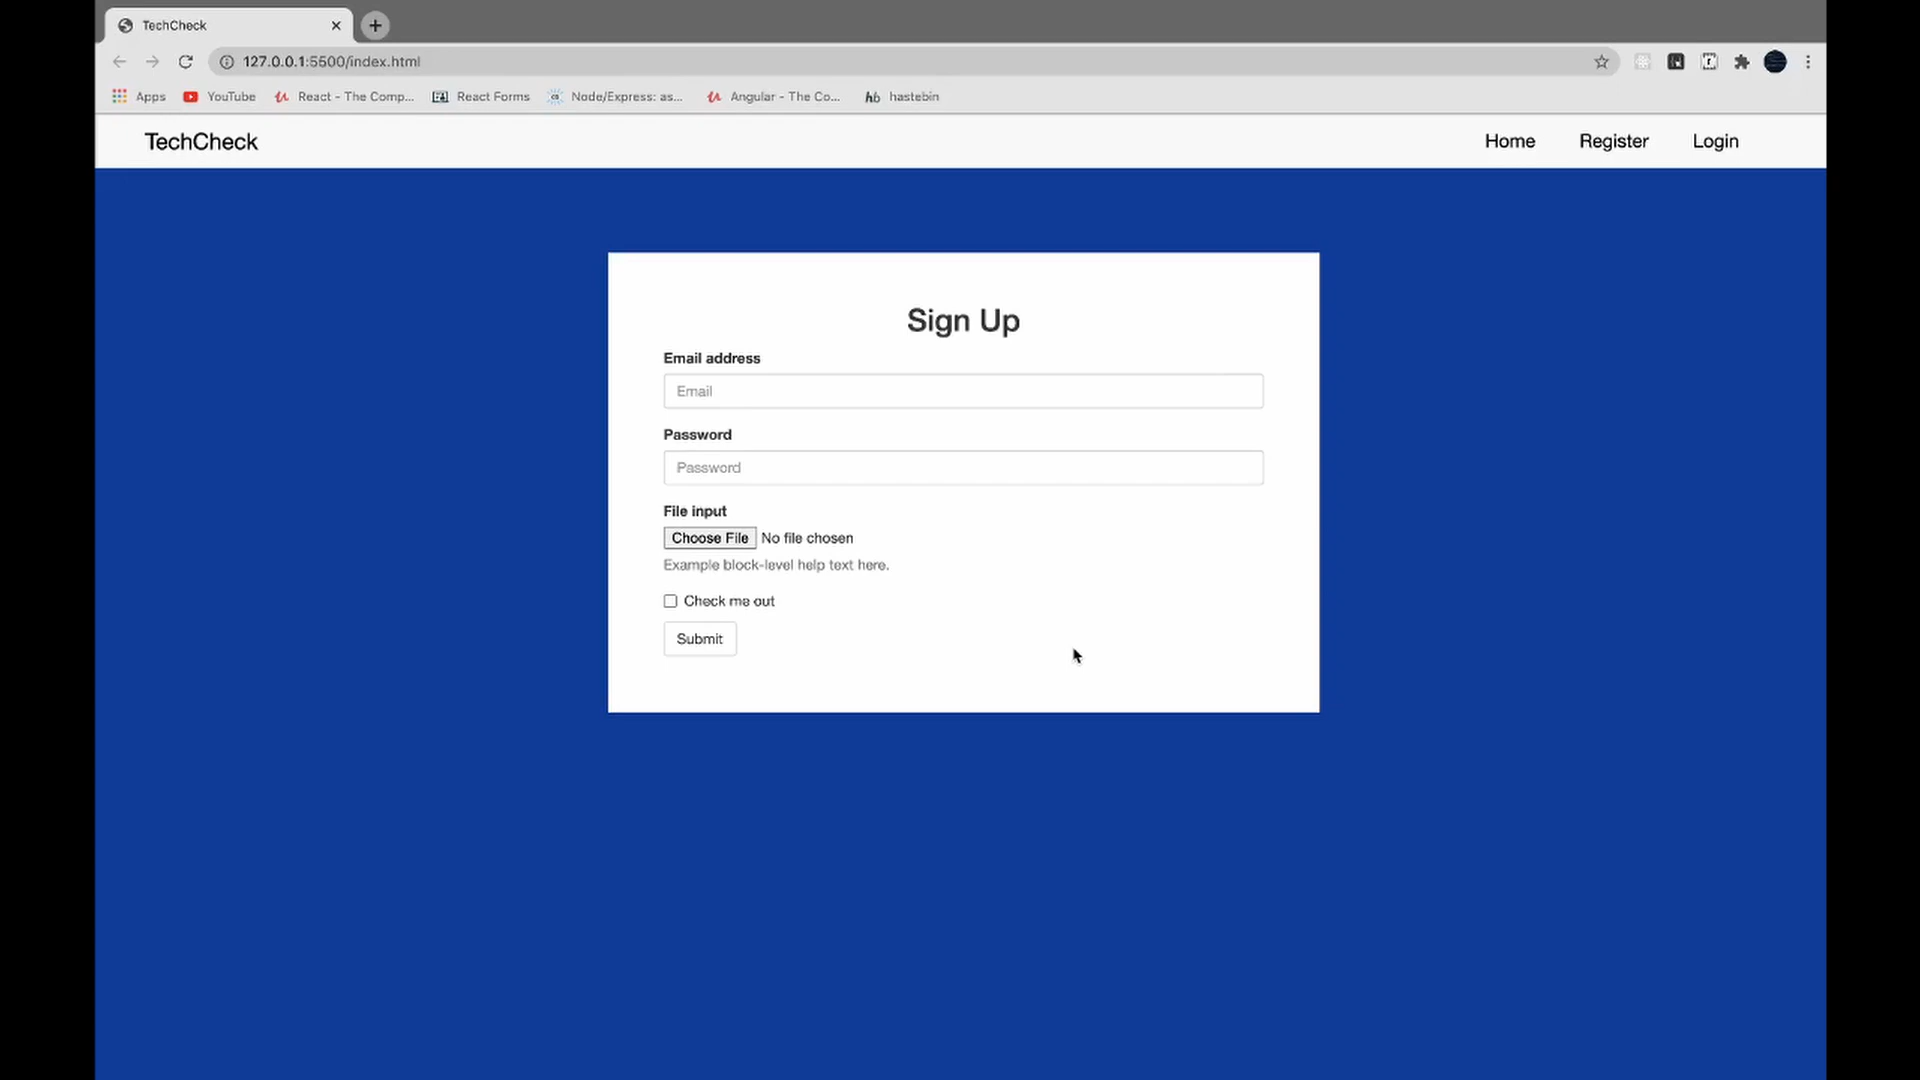 TechCheck
127.0.0.1:5500/index.html
Apps YouTube React - The Comp... React Forms Node/Express: as... Angular - The Co... hb hastebin
TechCheck Home Register Login
Sign Up
Email address
Email
Password
Password
File input
Choose File No file chosen
Example block-level help text here.
Check me out
Submit